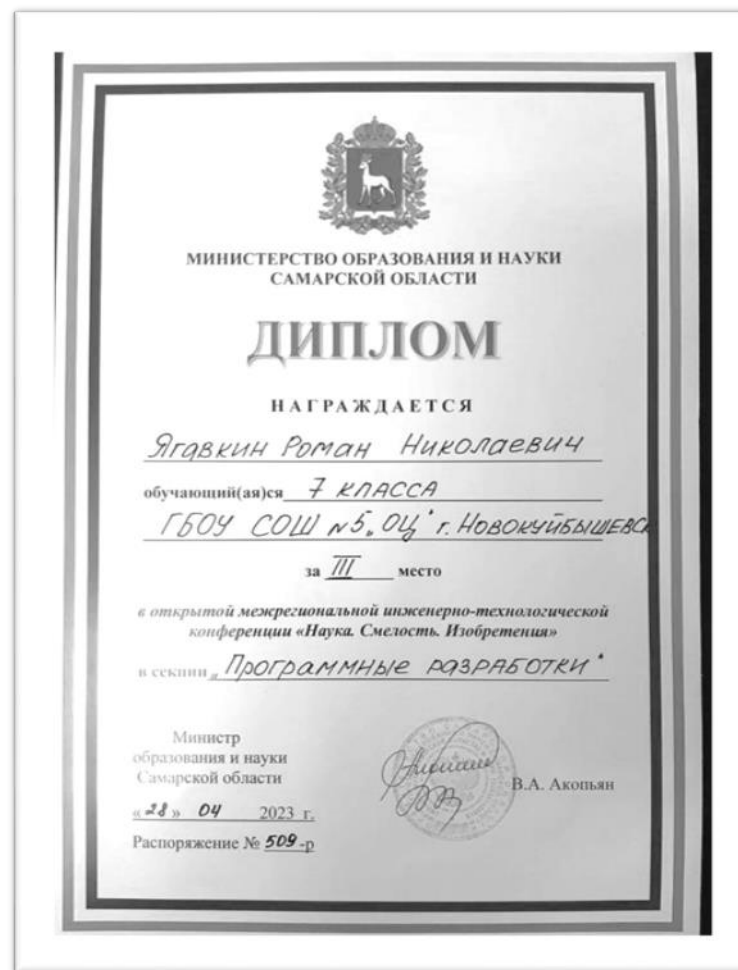 МИНИСТЕРСТВО ОБРАЗОВАНИЯ И НАУКИ
САМАРСКОЙ ОБЛАСТИ
ДИПЛОМ
НАГРАЖДАЕТСЯ
Ягавкин Роман Николаевич
обучающий(ая)ся 7 КЛАССА
ГБОУ СОШ №5 „ОЦ" г. НОВОКУЙБЫШЕВСК
за III место
в открытой межрегиональной инженерно-технологической
конференции «Наука. Смелость. Изобретения»
в секции „Программные разработки"
Министр
образования и науки
Самарской области
В.А. Акопьян
«28» 04 2023 г.
Распоряжение № 509-р